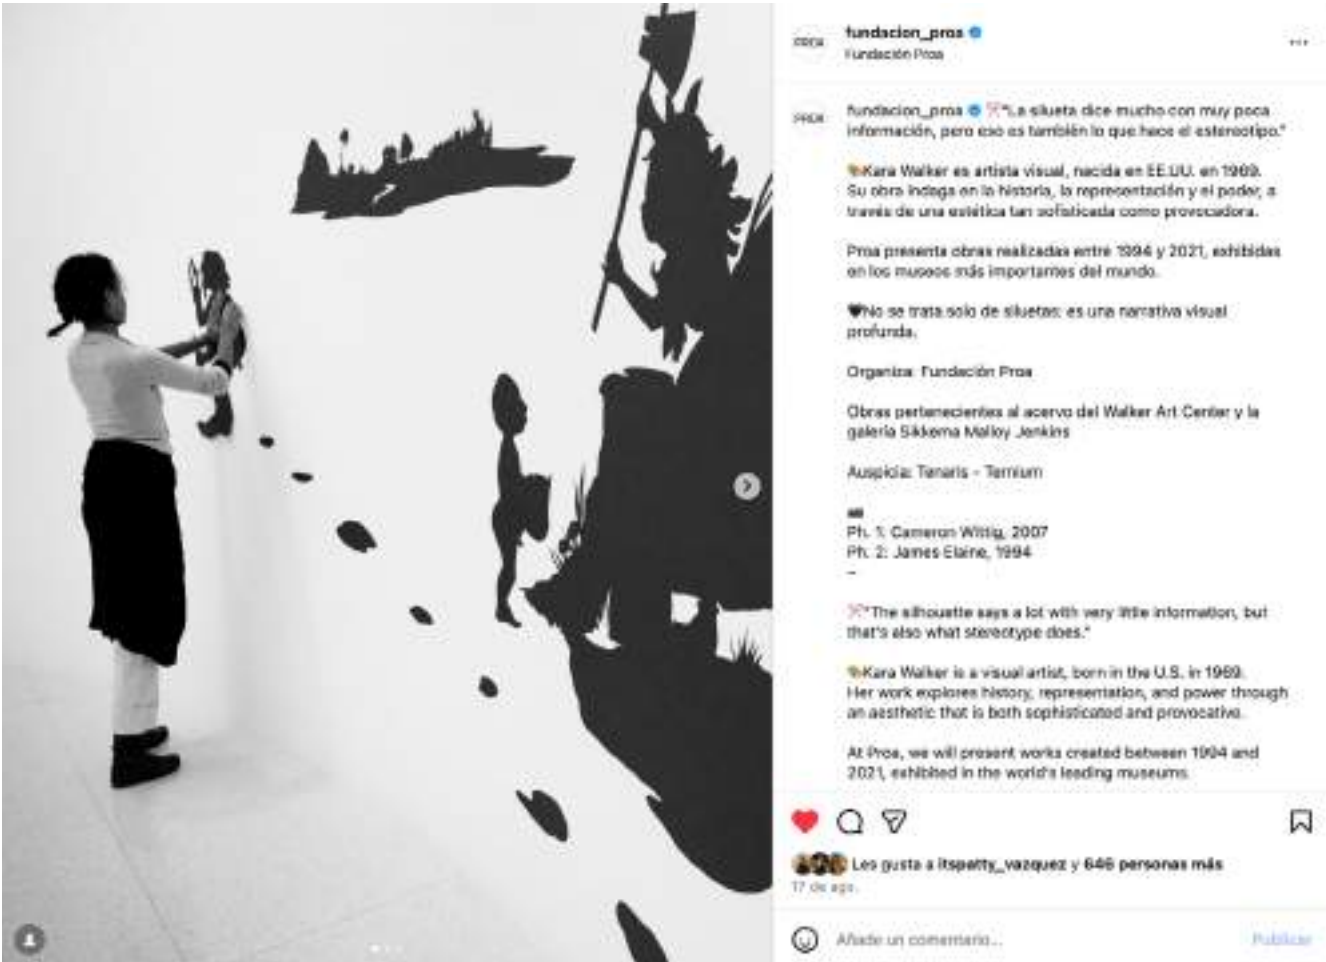 PROA
fundacion_proa
Fundación Proa
PROA
fundacion_proa "La silueta dice mucho con muy poca
información, pero eso es también lo que hace el estereotipo."
Kara Walker es artista visual, nacida en EE.UU. en 1969.
Su obra indaga en la historia, la representación y el poder, a
través de una estética tan sofisticada como provocadora.
Proa presenta obras realizadas entre 1994 y 2021, exhibidas
en los museos más importantes del mundo.
No se trata solo de siluetas: es una narrativa visual
profunda.
Organiza: Fundación Proa
Obras pertenecientes al acervo del Walker Art Center y la
galería Sikkema Malloy Jenkins
Auspicia: Tenaris - Ternium
Ph. 1: Cameron Wittig, 2007
Ph. 2: James Elaine, 1994
–
"The silhouette says a lot with very little information, but
that's also what stereotype does."
Kara Walker is a visual artist, born in the U.S. in 1969.
Her work explores history, representation, and power through
an aesthetic that is both sophisticated and provocative.
At Proa, we will present works created between 1994 and
2021, exhibited in the world's leading museums.
Les gusta a itspatty_vazquez y 646 personas más
17 de ago.
Añade un comentario...
Publicar